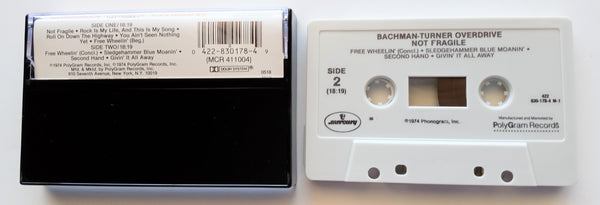 SIDE ONE/18:19
Not Fragile • Rock Is My Life, And This Is My Song •
Roll On Down The Highway • You Ain't Seen Nothing
Yet • Free Wheelin' (Beg.)
SIDE TWO/18:19
Free Wheelin' (Concl.) • Sledgehammer Blue Moanin' •
Second Hand • Givin' It All Away
℗1974 PolyGram Records, Inc. ©1974 PolyGram Records, Inc.
Mfd. & Mktd. by PolyGram Records, Inc.
810 Seventh Avenue, New York, N.Y. 10019
0 422-830178-4 9
(MCR 411004)
DOLBY SYSTEM
0518
BACHMAN-TURNER OVERDRIVE
NOT FRAGILE
FREE WHEELIN' (Concl.) • SLEDGEHAMMER BLUE MOANIN' •
SECOND HAND • GIVIN' IT ALL AWAY
SIDE
2
(18:19)
mercury
℗1974 Phonogram, Inc.
422
830-178-4 M-1
Manufactured and Marketed by
PolyGram Records